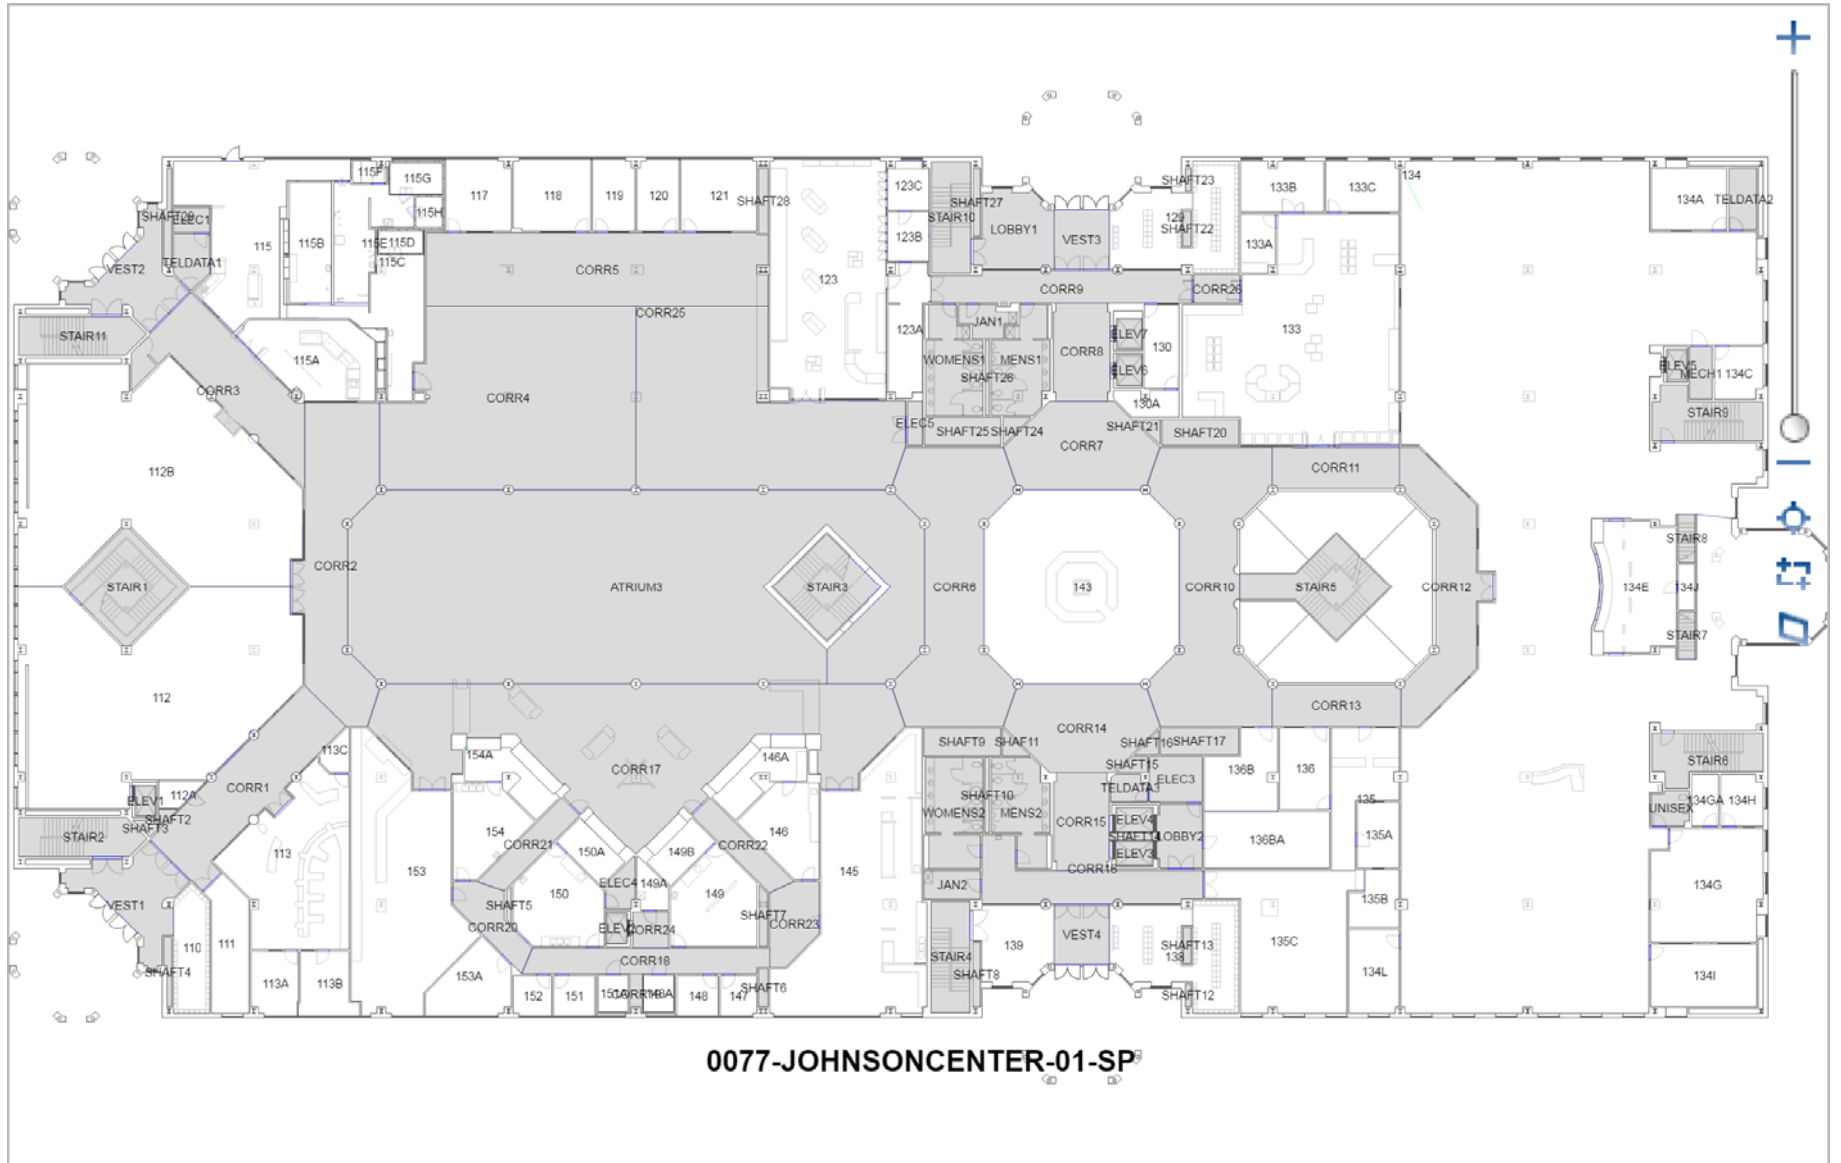 115F
115G
117
118
119
120
121
SHAFT28
123C
SHAFT27
SHAFT23
133B
133C
134
134A
TELDATA2
SHAFT29
ELEC1
115H
STAIR10
LOBBY1
129
SHAFT22
VEST3
115
115B
115E
115D
115C
123B
133A
VEST2
TELDATA1
CORR5
123
CORR9
CORR26
CORR25
STAIR11
115A
123A
JAN1
ELEV7
130
133
CORR3
CORR4
WOMENS1
MENS1
CORR8
ELEV6
SHAFT26
130A
ELEV5
MECH1
134C
STAIR9
ELEC5
SHAFT25
SHAFT24
SHAFT21
SHAFT20
CORR7
CORR11
112B
STAIR8
STAIR1
CORR2
ATRIUM3
STAIR3
CORR6
143
CORR10
STAIR5
CORR12
134E
134J
STAIR7
112
CORR13
113C
154A
146A
CORR17
CORR14
SHAFT9
SHAF11
SHAFT16
SHAFT17
SHAFT15
STAIR6
CORR1
112A
ELEV1
SHAFT2
SHAFT3
STAIR2
136B
136
ELEC3
TELDATA3
SHAFT10
WOMENS2
MENS2
CORR15
ELEV4
SHAFT14
ELEV3
LOBBY2
135
UNISEX
134GA
134H
154
CORR21
150A
149B
CORR22
146
136BA
135A
113
153
145
CORR16
ELEC4
149A
JAN2
134G
VEST1
110
111
150
SHAFT5
CORR20
149
SHAFT7
CORR23
ELEV2
CORR24
135B
STAIR4
139
VEST4
SHAFT13
138
135C
SHAFT4
CORR18
SHAFT8
134L
134I
113A
113B
153A
152
151
151A
148A
148
147
SHAFT6
SHAFT12
0077-JOHNSONCENTER-01-SP